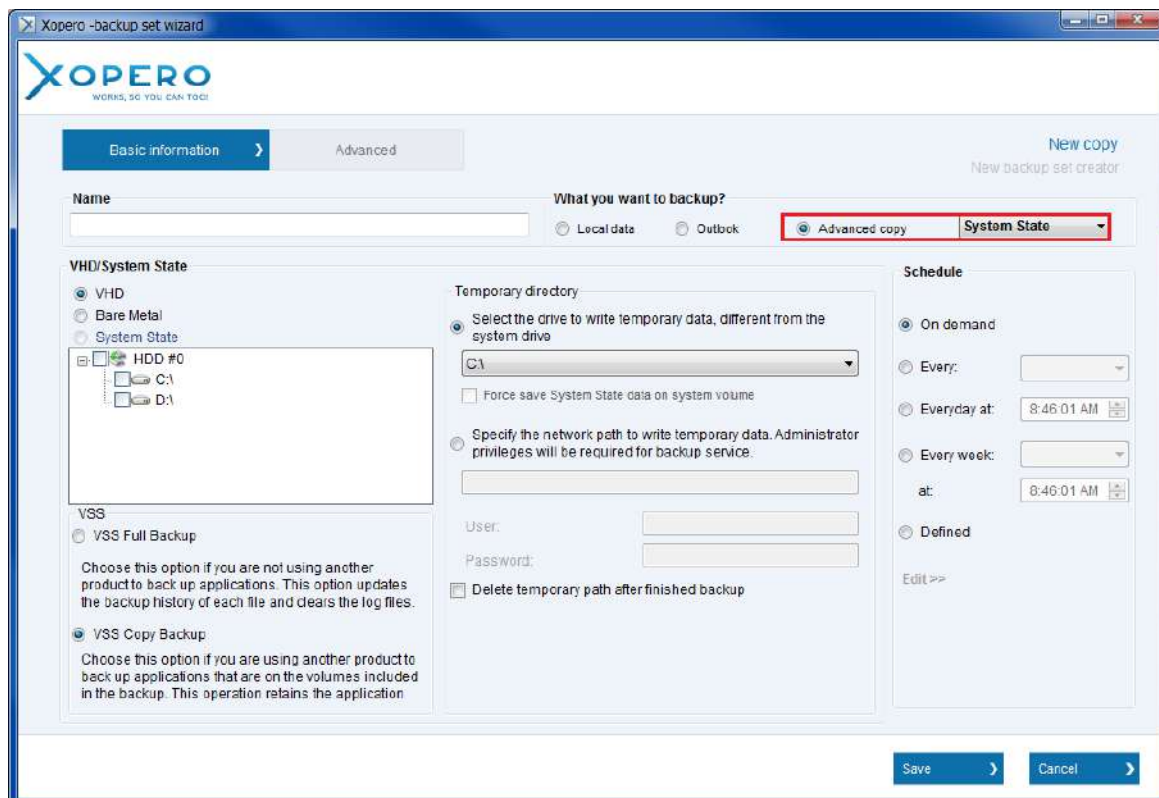 Xopero -backup set wizard
XOPERO
WORKS, SO YOU CAN TOO!
Basic information
Advanced
New copy
New backup set creator
Name
What you want to backup?
Local data
Outlook
Advanced copy
System State
VHD/System State
VHD
Bare Metal
System State
HDD #0
C:\
D:\
VSS
VSS Full Backup
Choose this option if you are not using another
product to back up applications. This option updates
the backup history of each file and clears the log files.
VSS Copy Backup
Choose this option if you are using another product to
back up applications that are on the volumes included
in the backup. This operation retains the application
Temporary directory
Select the drive to write temporary data, different from the
system drive
C:\
Force save System State data on system volume
Specify the network path to write temporary data. Administrator
privileges will be required for backup service.
User:
Password:
Delete temporary path after finished backup
Schedule
On demand
Every:
Everyday at:
8:46:01 AM
Every week:
at:
8:46:01 AM
Defined
Edit >>
Save
Cancel